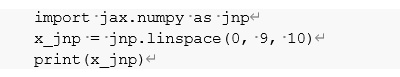 import jax.numpy as jnp
x_jnp = jnp.linspace(0, 9, 10)
print(x_jnp)